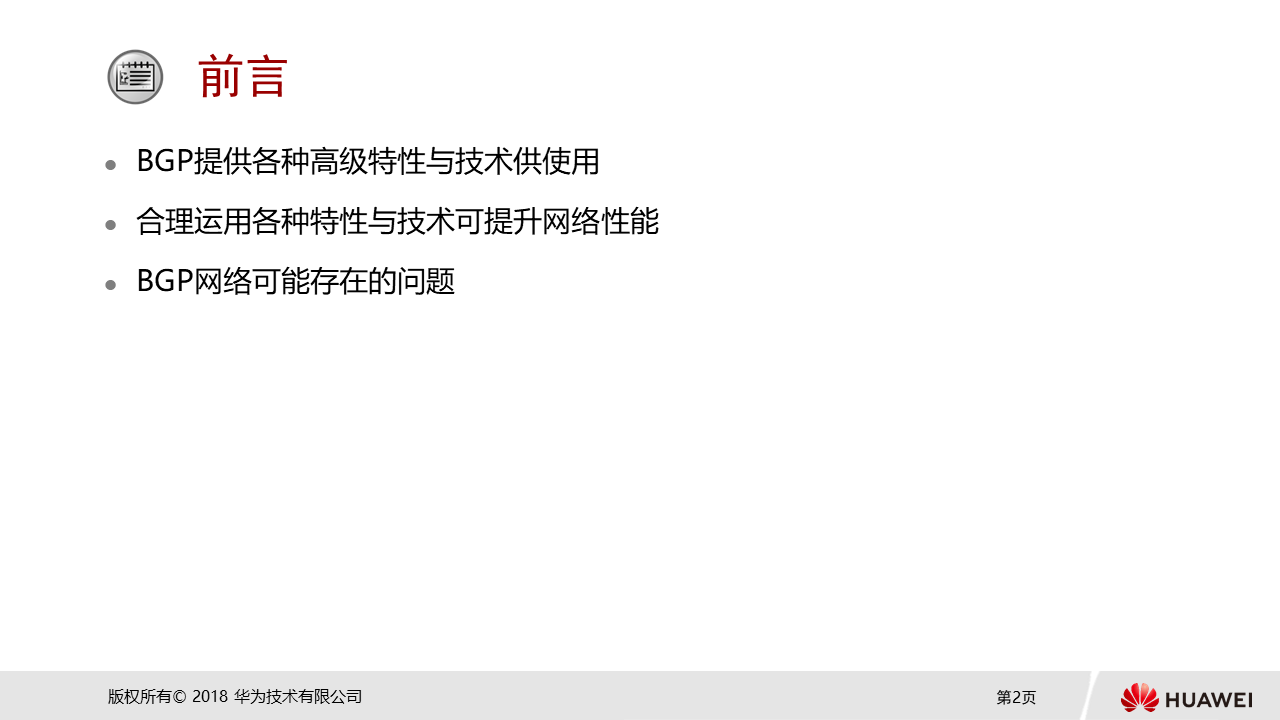 前言
BGP提供各种高级特性与技术供使用
合理运用各种特性与技术可提升网络性能
BGP网络可能存在的问题
版权所有© 2018 华为技术有限公司
第2页
HUAWEI